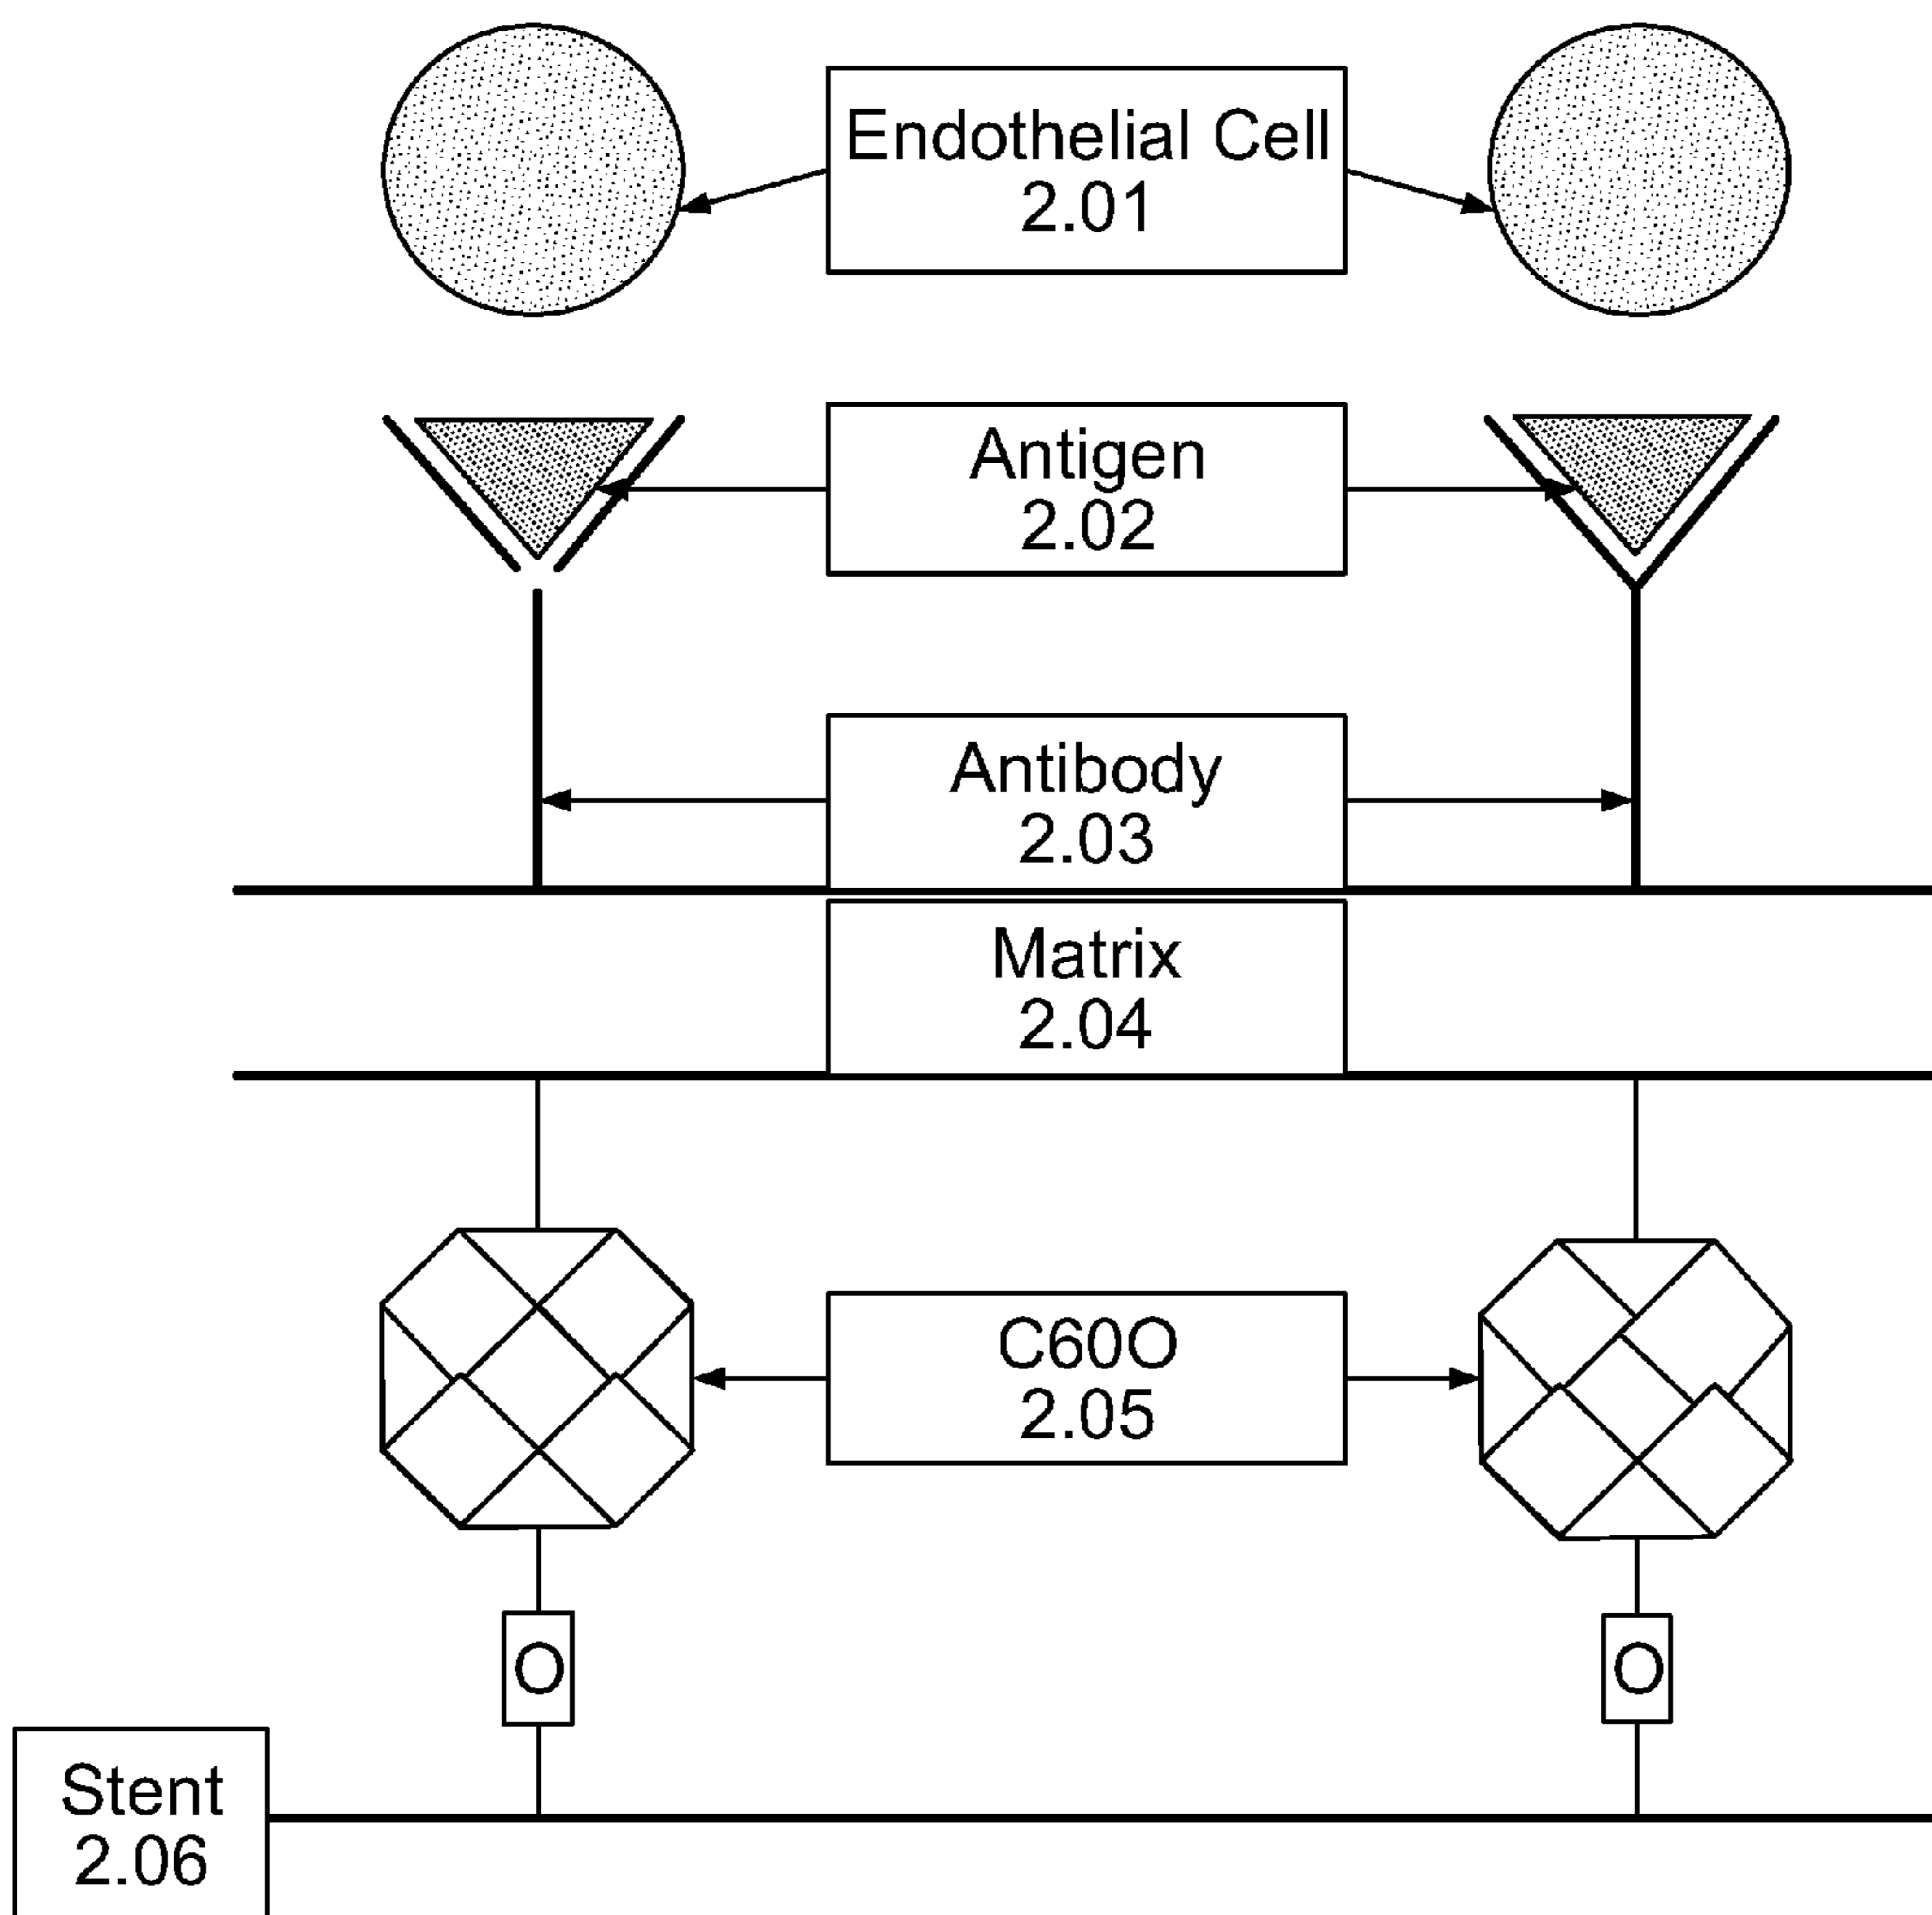 Endothelial Cell
2.01
Antigen
2.02
Antibody
2.03
Matrix
2.04
C60O
2.05
O
O
Stent
2.06